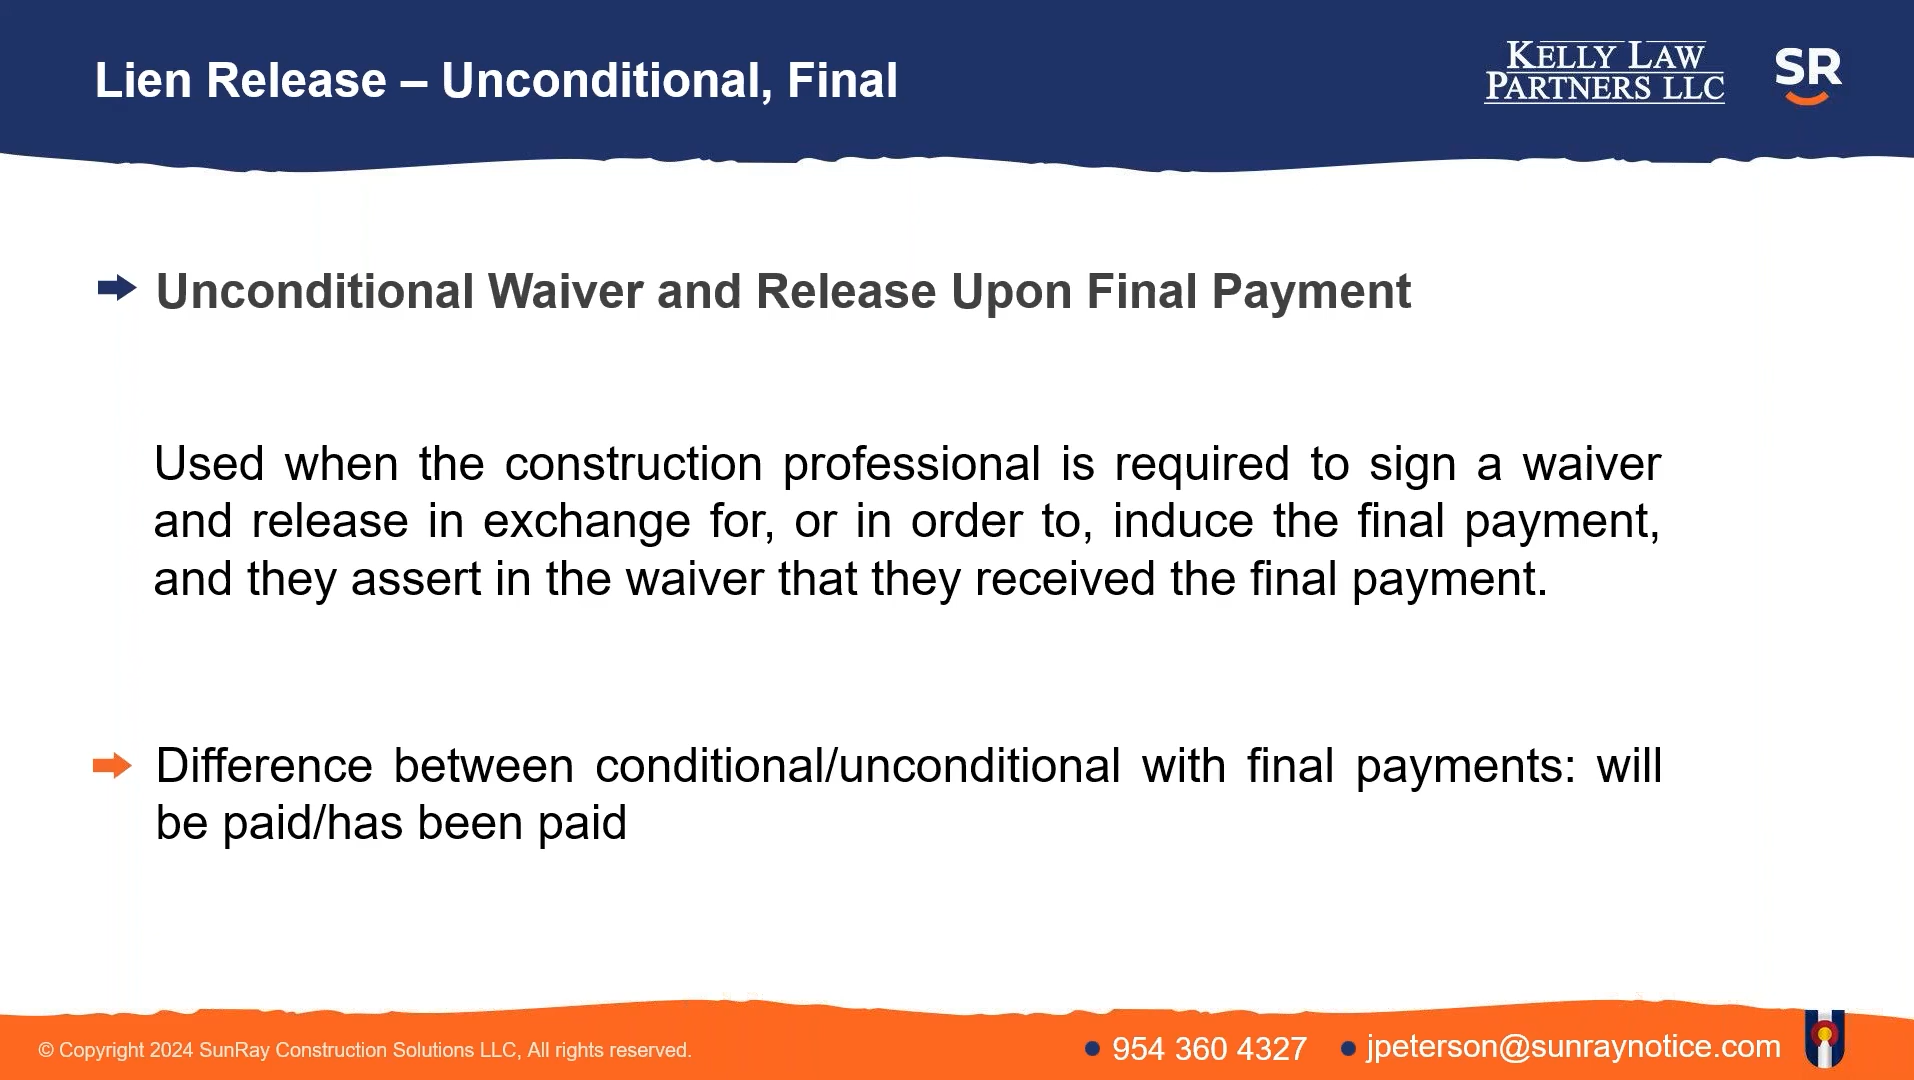 Lien Release – Unconditional, Final
KELLY LAW
PARTNERS LLC
SR
Unconditional Waiver and Release Upon Final Payment
Used when the construction professional is required to sign a waiver
and release in exchange for, or in order to, induce the final payment,
and they assert in the waiver that they received the final payment.
Difference between conditional/unconditional with final payments: will
be paid/has been paid
© Copyright 2024 SunRay Construction Solutions LLC, All rights reserved.
954 360 4327
jpeterson@sunraynotice.com